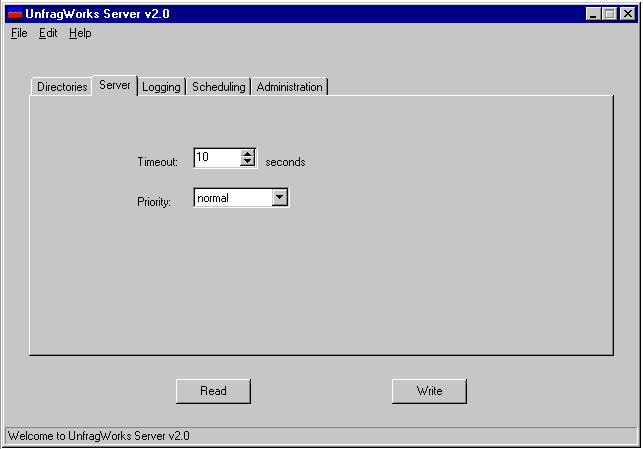 UnfragWorks Server v2.0
File Edit Help
Directories Server Logging Scheduling Administration
Timeout: 10 seconds
Priority: normal
Read Write
Welcome to UnfragWorks Server v2.0